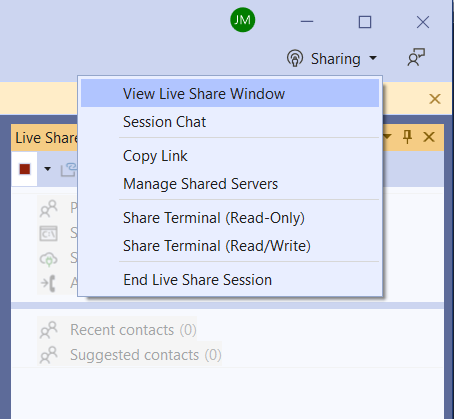 JM
Sharing
View Live Share Window
Live Share
Session Chat
Copy Link
Manage Shared Servers
P
Share Terminal (Read-Only)
S
Share Terminal (Read/Write)
S
End Live Share Session
A
Recent contacts (0)
Suggested contacts (0)